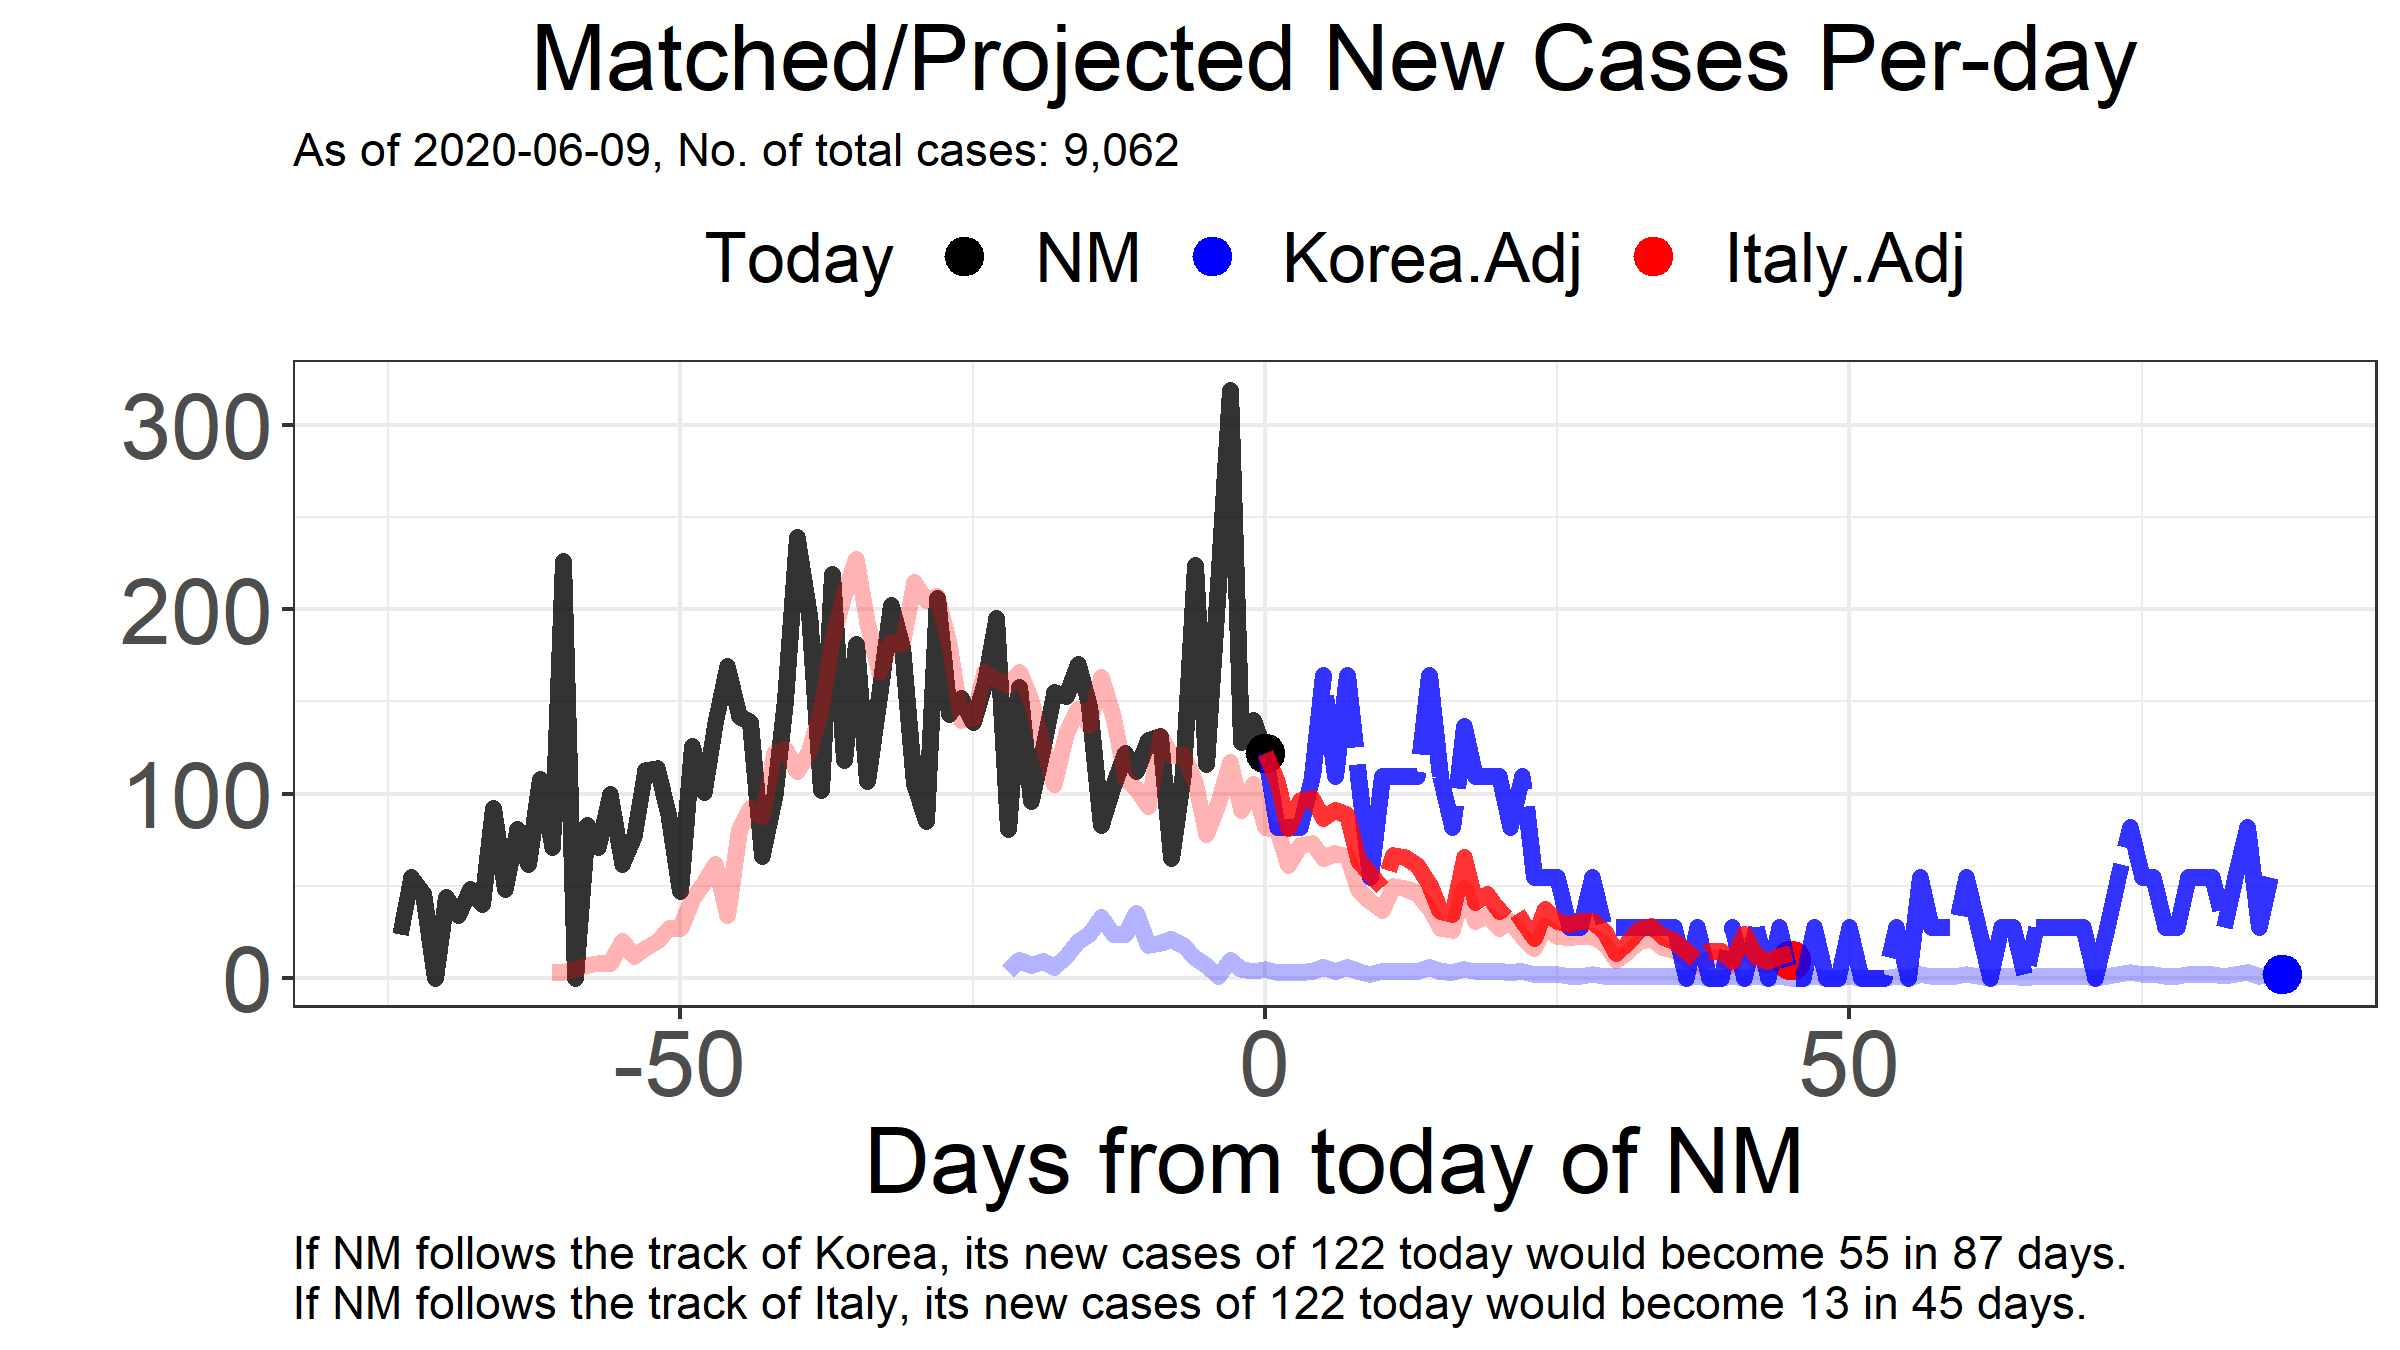 Matched/Projected New Cases Per-day
As of 2020-06-09, No. of total cases: 9,062
Today NM Korea.Adj Italy.Adj
300
200
100
0
-50 0 50
Days from today of NM
If NM follows the track of Korea, its new cases of 122 today would become 55 in 87 days.
If NM follows the track of Italy, its new cases of 122 today would become 13 in 45 days.